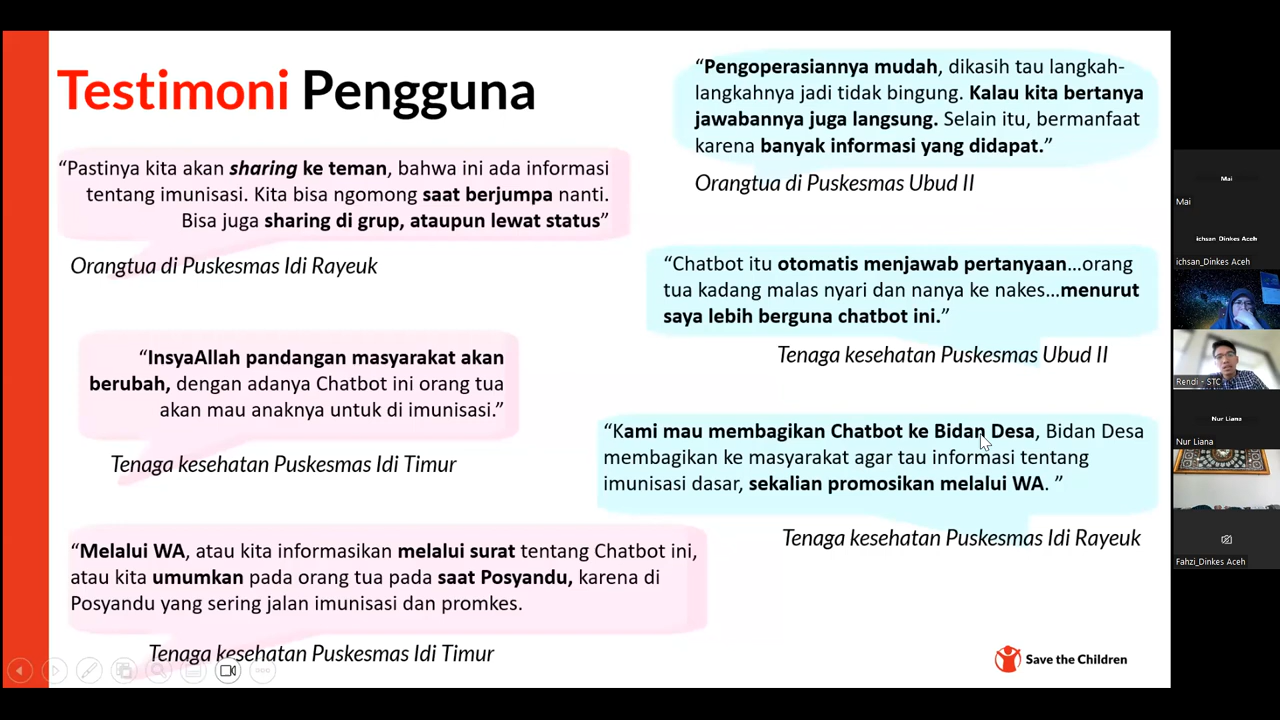 Testimoni Pengguna
“Pastinya kita akan sharing ke teman, bahwa ini ada informasi
tentang imunisasi. Kita bisa ngomong saat berjumpa nanti.
Bisa juga sharing di grup, ataupun lewat status”
Orangtua di Puskesmas Idi Rayeuk
“InsyaAllah pandangan masyarakat akan
berubah, dengan adanya Chatbot ini orang tua
akan mau anaknya untuk di imunisasi.”
Tenaga kesehatan Puskesmas Idi Timur
“Melalui WA, atau kita informasikan melalui surat tentang Chatbot ini,
atau kita umumkan pada orang tua pada saat Posyandu, karena di
Posyandu yang sering jalan imunisasi dan promkes.
Tenaga kesehatan Puskesmas Idi Timur
“Pengoperasiannya mudah, dikasih tau langkah-
langkahnya jadi tidak bingung. Kalau kita bertanya
jawabannya juga langsung. Selain itu, bermanfaat
karena banyak informasi yang didapat.”
Orangtua di Puskesmas Ubud II
“Chatbot itu otomatis menjawab pertanyaan…orang
tua kadang malas nyari dan nanya ke nakes…menurut
saya lebih berguna chatbot ini.”
Tenaga kesehatan Puskesmas Ubud II
“Kami mau membagikan Chatbot ke Bidan Desa, Bidan Desa
membagikan ke masyarakat agar tau informasi tentang
imunisasi dasar, sekalian promosikan melalui WA. ”
Tenaga kesehatan Puskesmas Idi Rayeuk
Save the Children
Mai
Mai
ichsan Dinkes Aceh
ichsan_Dinkes Aceh
Rendi - STC
Nur Liana
Nur Liana
Fahzi_Dinkes Aceh